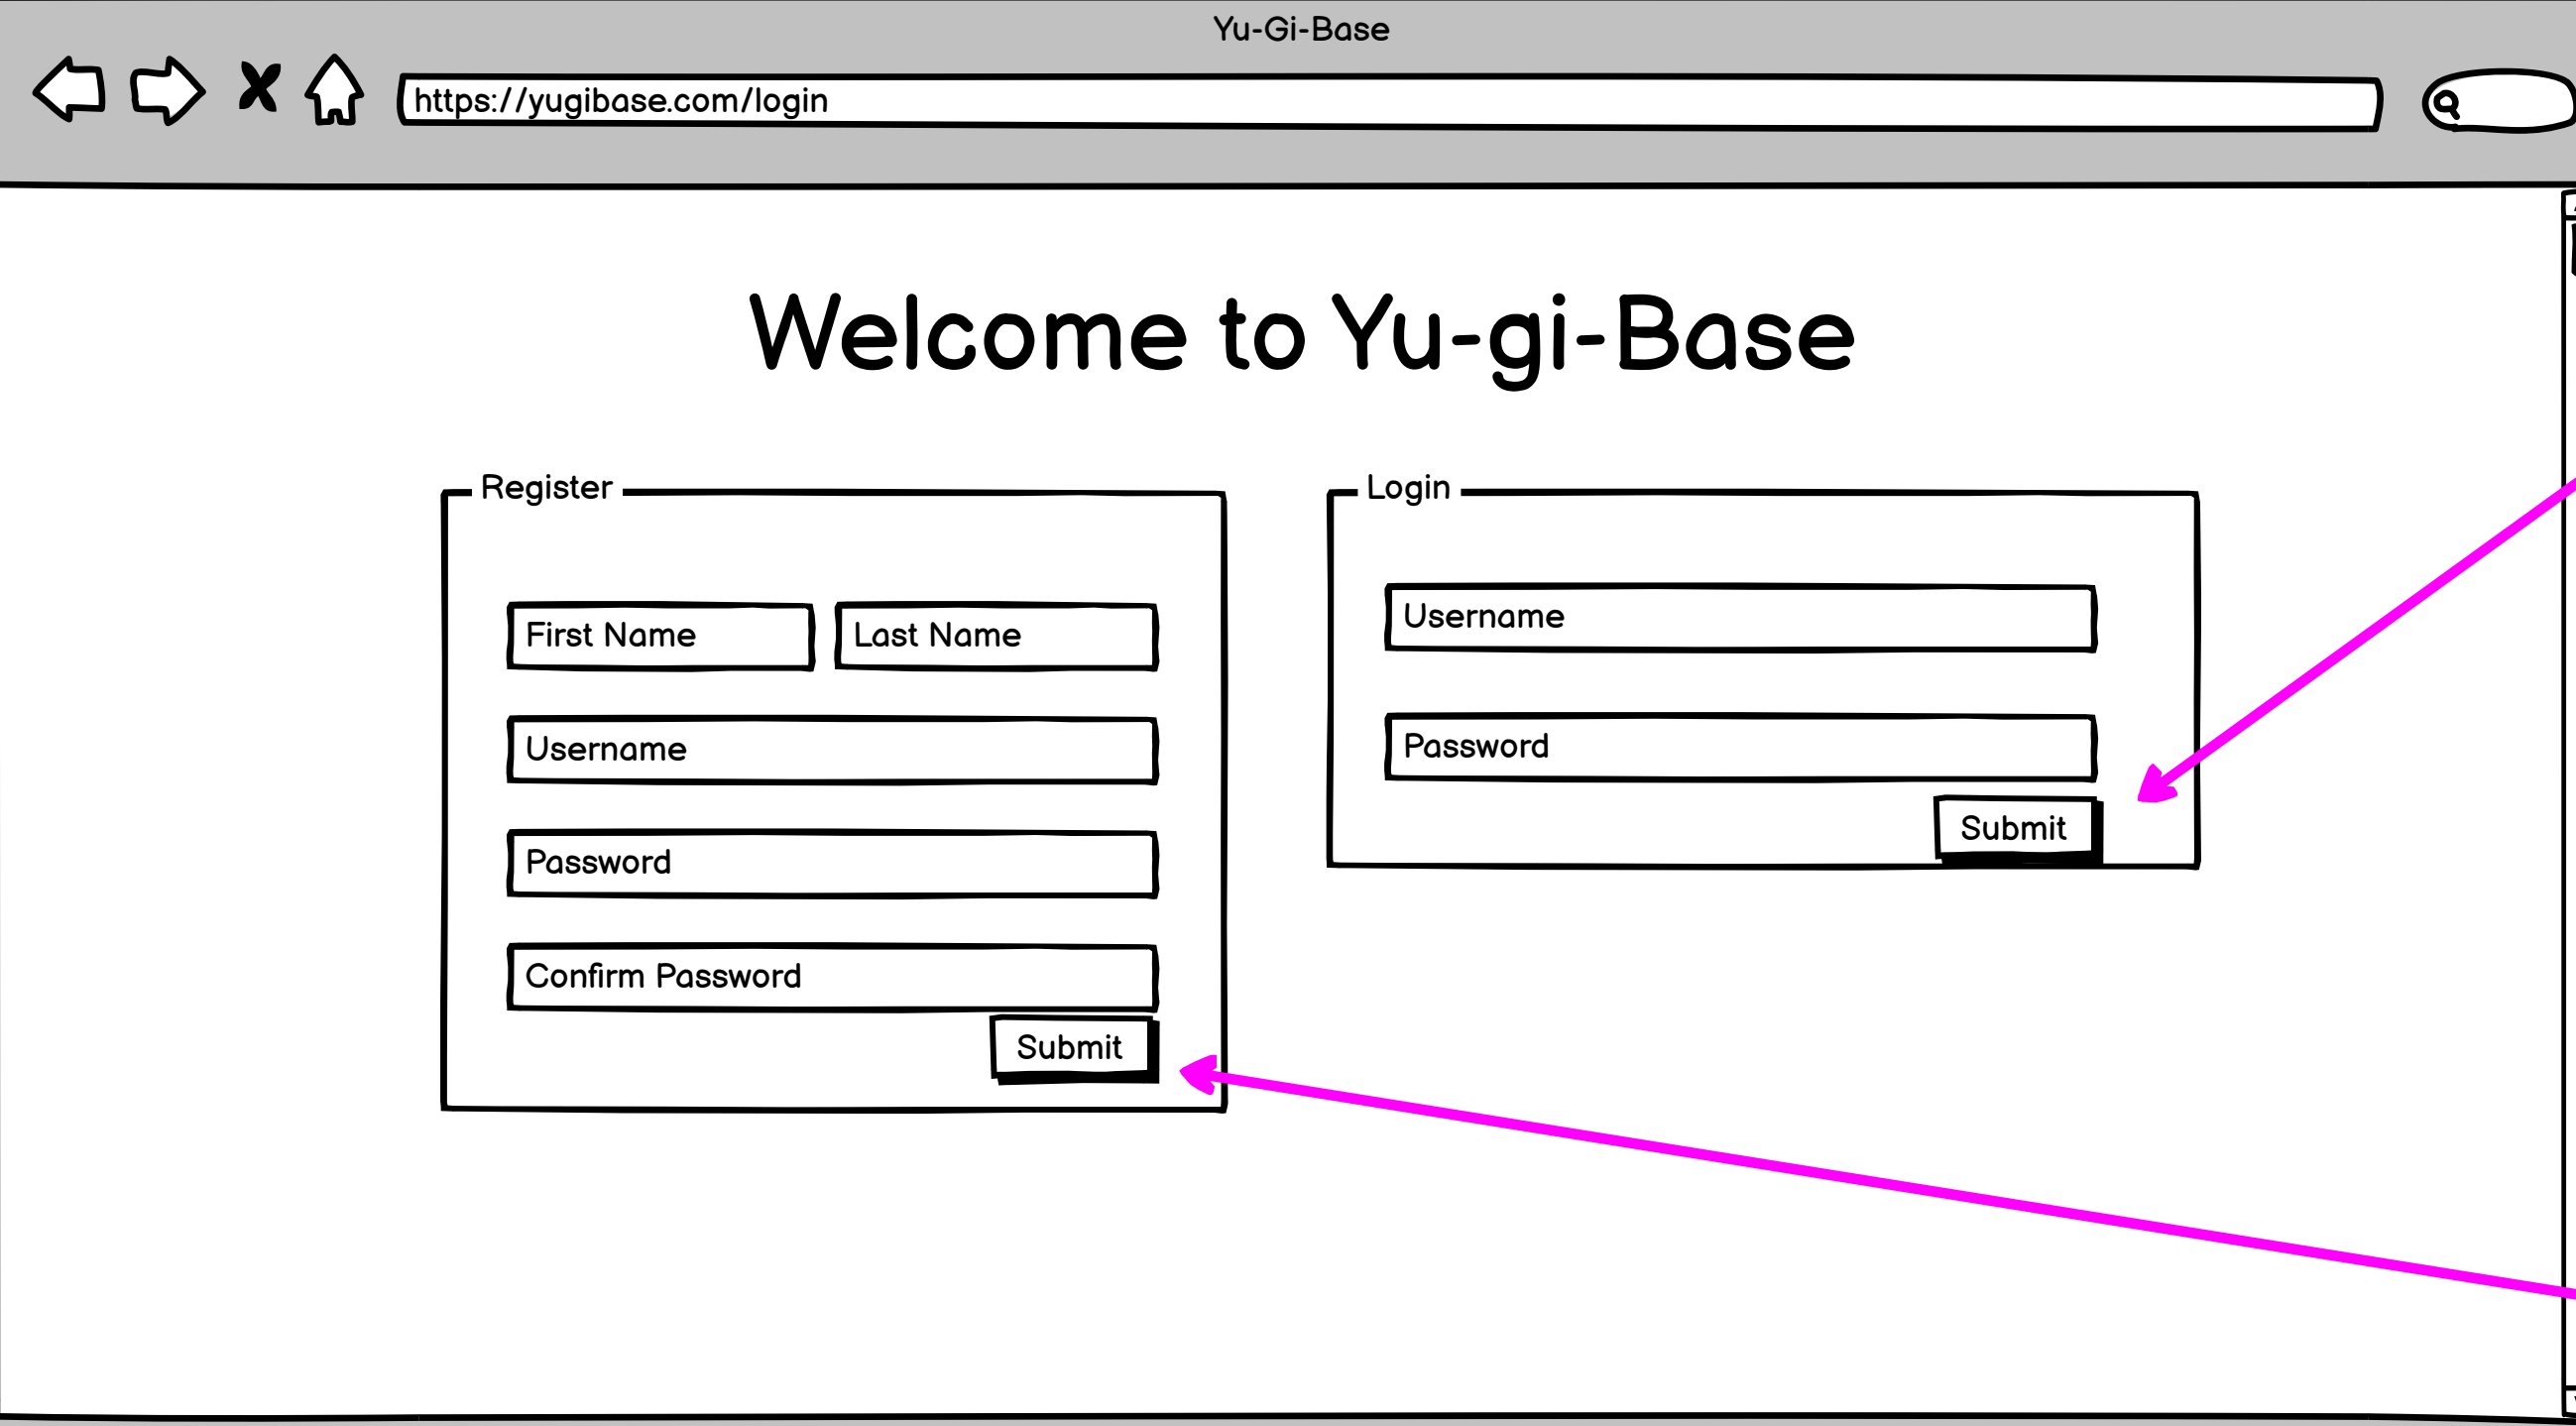 Yu-Gi-Base
https://yugibase.com/login
Welcome to Yu-gi-Base
Register
First Name
Last Name
Username
Password
Confirm Password
Submit
Login
Username
Password
Submit